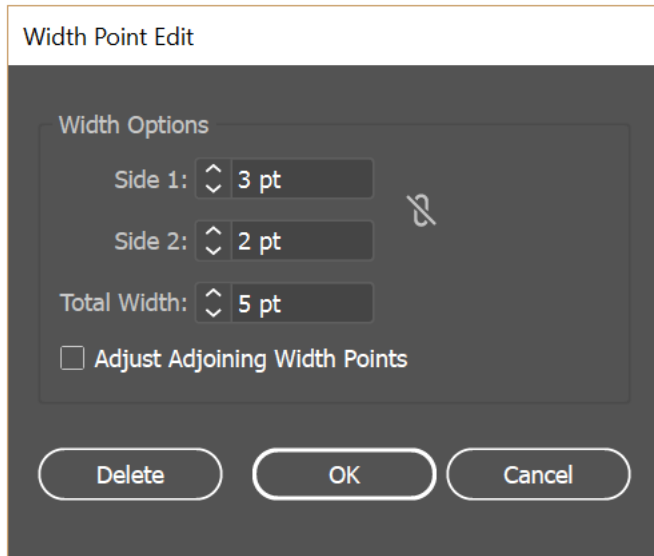 Width Point Edit
Width Options
Side 1: 3 pt
Side 2: 2 pt
Total Width: 5 pt
Adjust Adjoining Width Points
Delete OK Cancel